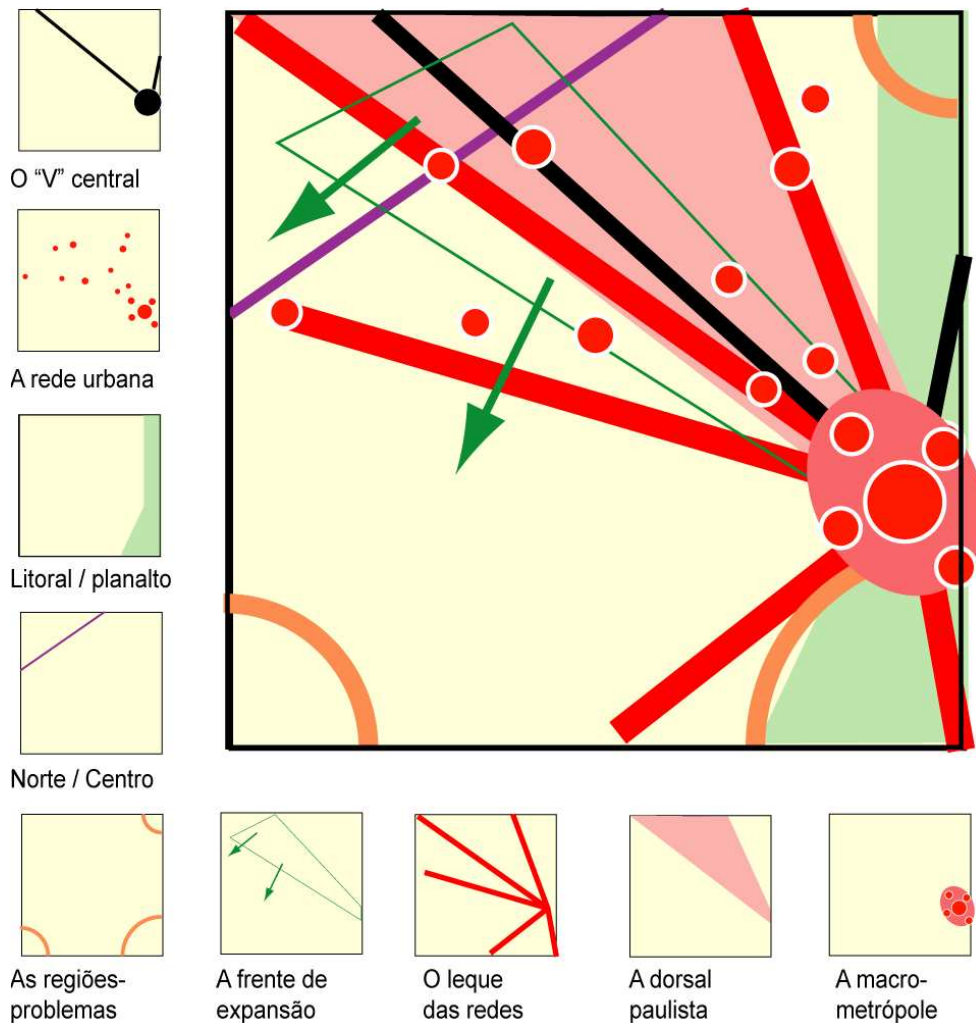 O “V” central
A rede urbana
Litoral / planalto
Norte / Centro
As regiões-
problemas
A frente de
expansão
O leque
das redes
A dorsal
paulista
A macro-
metrópole